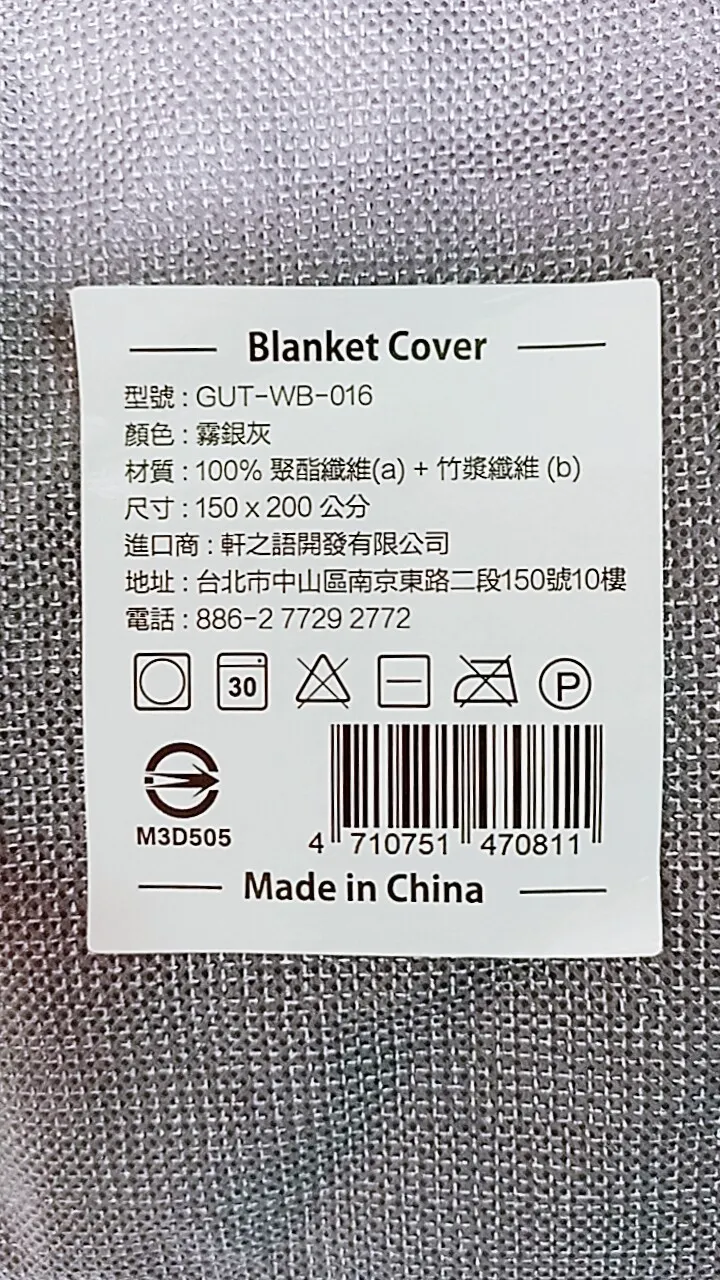 Blanket Cover
型號 : GUT-WB-016
顏色 : 霧銀灰
材質 : 100% 聚酯纖維(a) + 竹漿纖維 (b)
尺寸 : 150 x 200 公分
進口商 : 軒之語開發有限公司
地址 : 台北市中山區南京東路二段150號10樓
電話 : 886-2 7729 2772
30 P
M3D505
4 710751 470811
Made in China